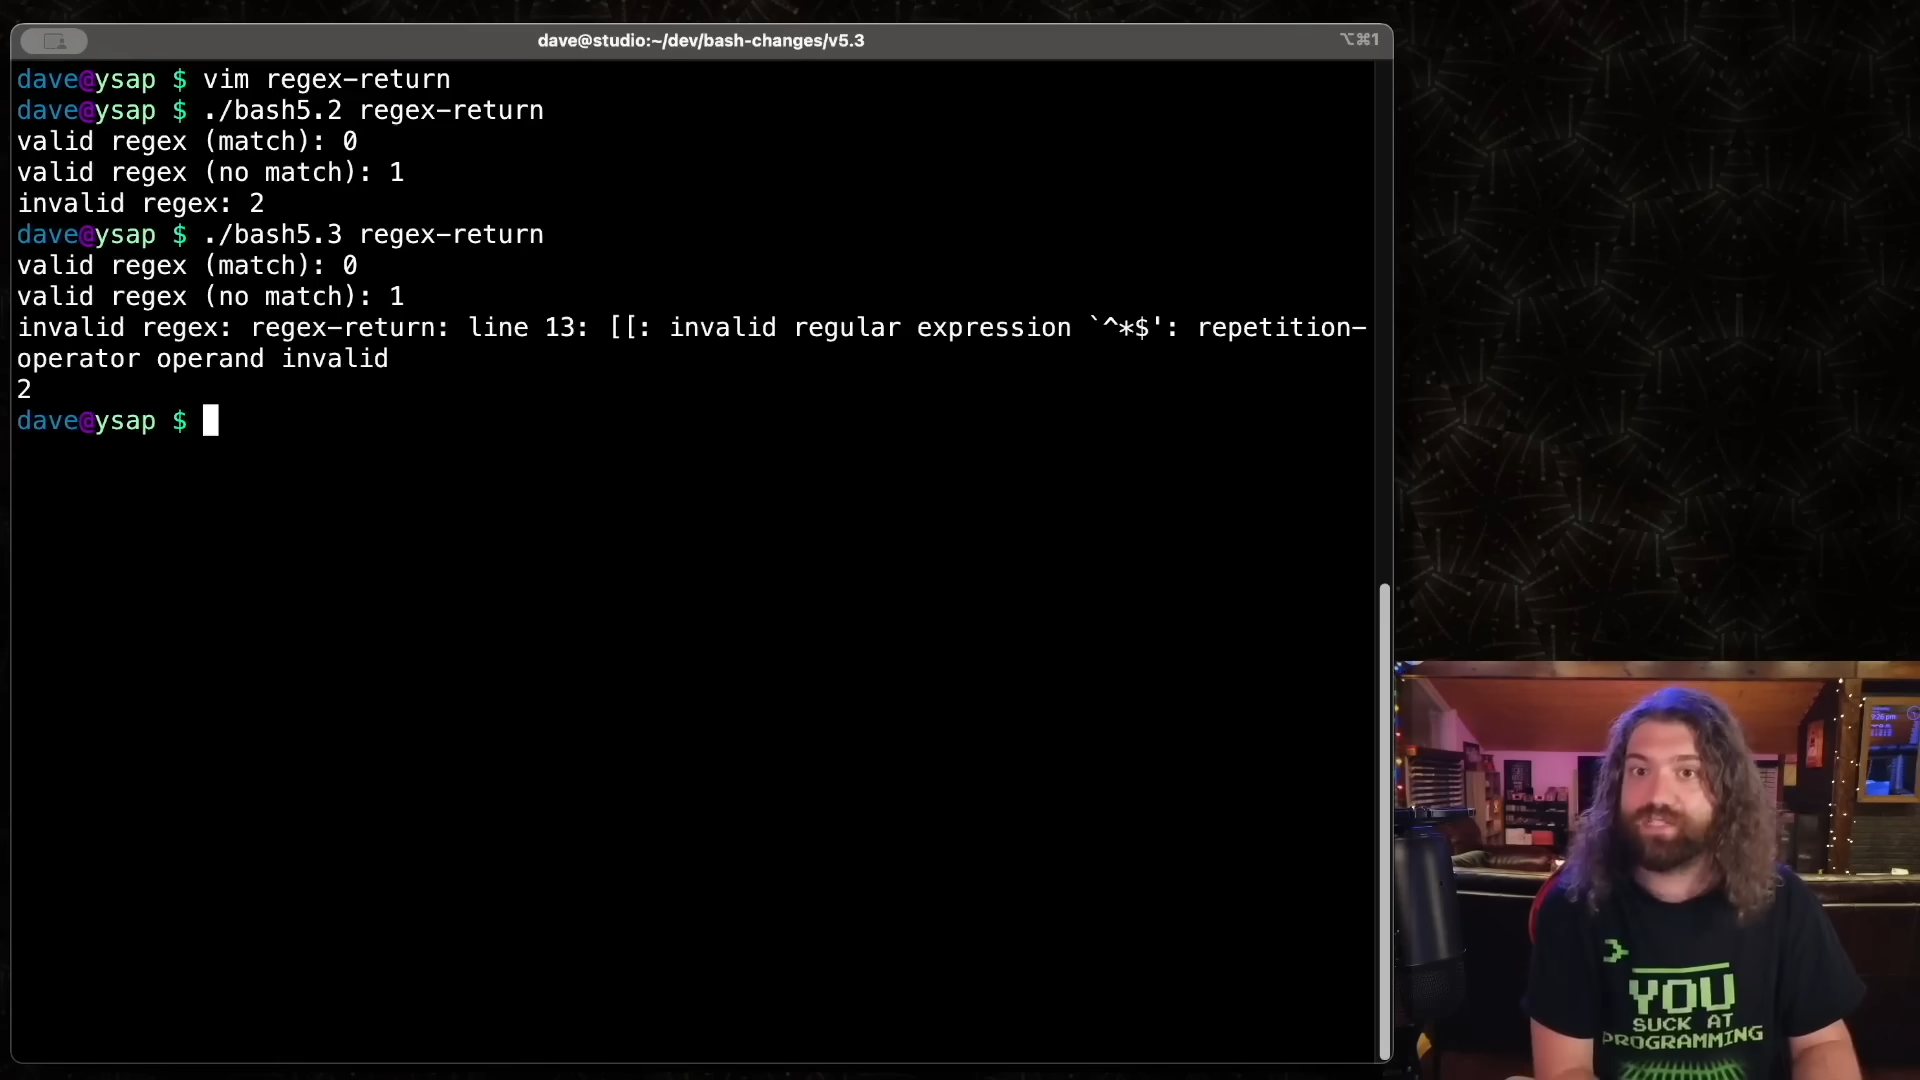 dave@studio:~/dev/bash-changes/v5.3
⌥⌘1
dave@ysap $ vim regex-return
dave@ysap $ ./bash5.2 regex-return
valid regex (match): 0
valid regex (no match): 1
invalid regex: 2
dave@ysap $ ./bash5.3 regex-return
valid regex (match): 0
valid regex (no match): 1
invalid regex: regex-return: line 13: [[: invalid regular expression `^*$': repetition-
operator operand invalid
2
dave@ysap $
YOU
SUCK AT
PROGRAMMING